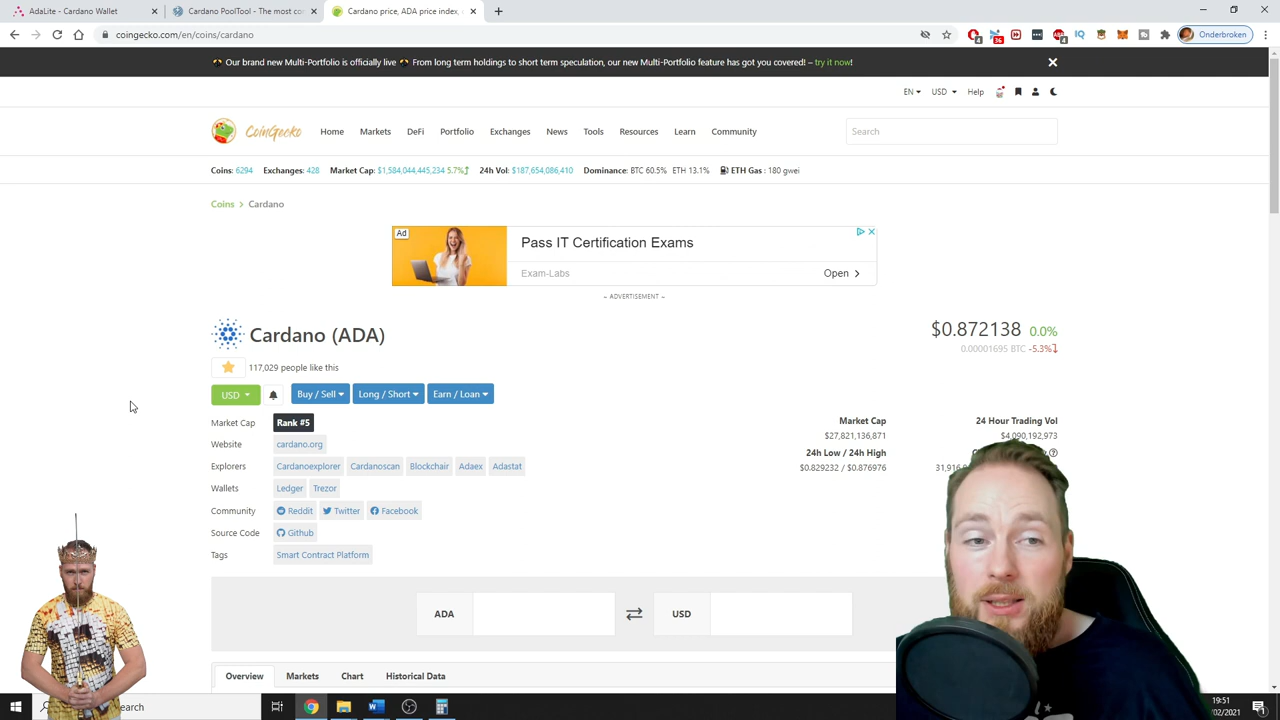 AdaLite - Cardano Wallet
Cardano PoolTool - The most co
Cardano price, ADA price index,
coingecko.com/en/coins/cardano
4
36
4
IQ
Onderbroken
Our brand new Multi-Portfolio is officially live
From long term holdings to short term speculation, our new Multi-Portfolio feature has got you covered! – try it now!
EN
USD
Help
CoinGecko
Home
Markets
DeFi
Portfolio
Exchanges
News
Tools
Resources
Learn
Community
Search
Coins: 6294
Exchanges: 428
Market Cap: $1,584,044,445,234 5.7%
24h Vol: $187,654,086,410
Dominance: BTC 60.5% ETH 13.1%
ETH Gas : 180 gwei
Coins > Cardano
Ad
Pass IT Certification Exams
Exam-Labs
Open
– ADVERTISEMENT –
Cardano (ADA)
$0.872138 0.0%
0.00001695 BTC -5.3%
117,029 people like this
USD
Buy / Sell
Long / Short
Earn / Loan
Market Cap
Rank #5
Market Cap
24 Hour Trading Vol
$27,821,136,871
$4,090,192,973
Website
cardano.org
24h Low / 24h High
$0.829232 / $0.876976
Explorers
Cardanoexplorer
Cardanoscan
Blockchair
Adaex
Adastat
Wallets
Ledger
Trezor
Community
Reddit
Twitter
Facebook
Source Code
Github
Tags
Smart Contract Platform
ADA
USD
Overview
Markets
Chart
Historical Data
earch
19:51
/02/2021